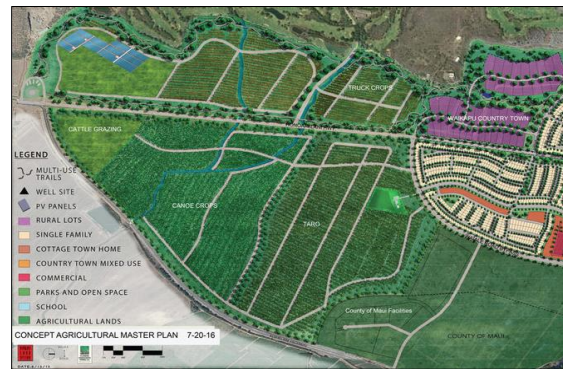 TRUCK CROPS
WAIKAPU COUNTRY TOWN
CATTLE GRAZING
LEGEND
MULTI-USE
TRAILS
WELL SITE
PV PANELS
RURAL LOTS
SINGLE FAMILY
COTTAGE TOWN HOME
COUNTRY TOWN MIXED USE
COMMERCIAL
PARKS AND OPEN SPACE
SCHOOL
AGRICULTURAL LANDS
CANOE CROPS
TARO
County of Maui Facilities
COUNTY OF MAUI
CONCEPT AGRICULTURAL MASTER PLAN 7-20-16